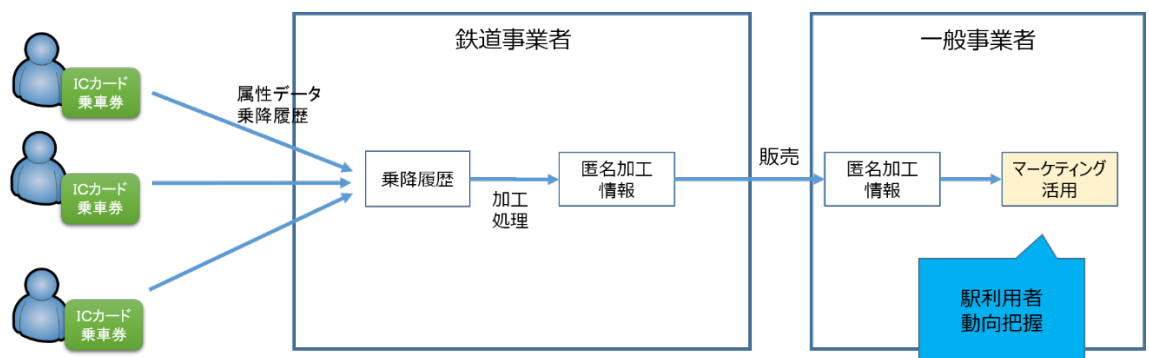 鉄道事業者
一般事業者
ICカード
乗車券
属性データ
乗降履歴
ICカード
乗車券
乗降履歴
加工
処理
匿名加工
情報
販売
匿名加工
情報
マーケティング
活用
ICカード
乗車券
駅利用者
動向把握